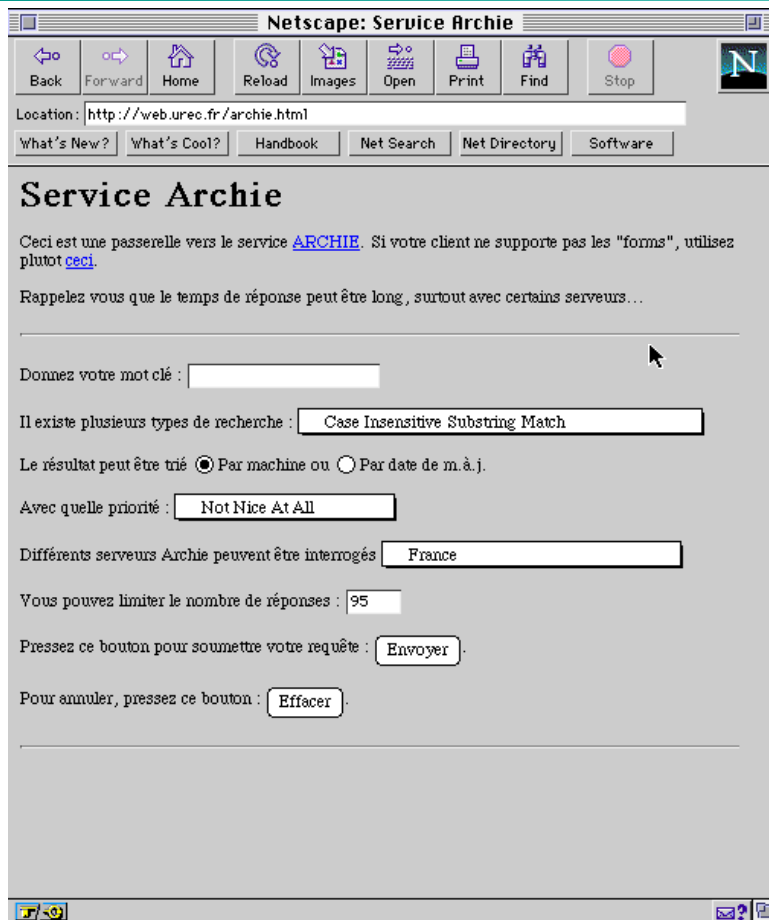 Netscape: Service Archie
Back Forward Home Reload Images Open Print Find Stop
N
Location: http://web.urec.fr/archie.html
What's New? What's Cool? Handbook Net Search Net Directory Software
Service Archie
Ceci est une passerelle vers le service ARCHIE. Si votre client ne supporte pas les "forms", utilisez
plutot ceci.
Rappelez vous que le temps de réponse peut être long, surtout avec certains serveurs...
Donnez votre mot clé :
Il existe plusieurs types de recherche : Case Insensitive Substring Match
Le résultat peut être trié Par machine ou Par date de m.à.j.
Avec quelle priorité : Not Nice At All
Différents serveurs Archie peuvent être interrogés France
Vous pouvez limiter le nombre de réponses : 95
Pressez ce bouton pour soumettre votre requête : Envoyer.
Pour annuler, pressez ce bouton : Effacer.
?